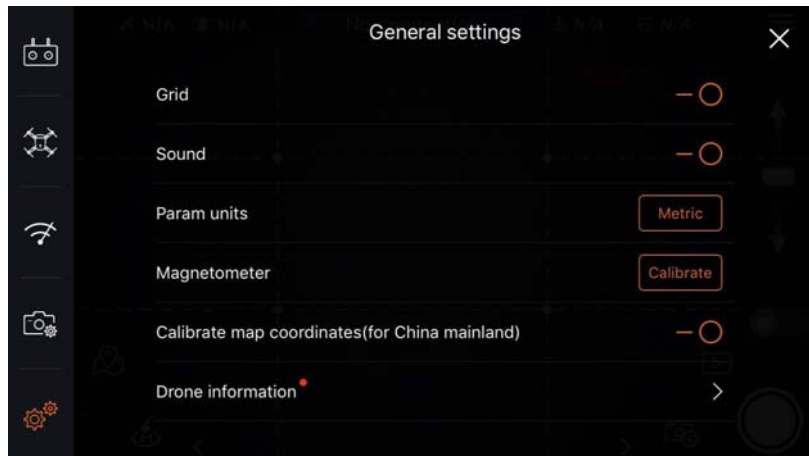 General settings
Grid
Sound
Param units
Metric
Magnetometer
Calibrate
Calibrate map coordinates(for China mainland)
Drone information